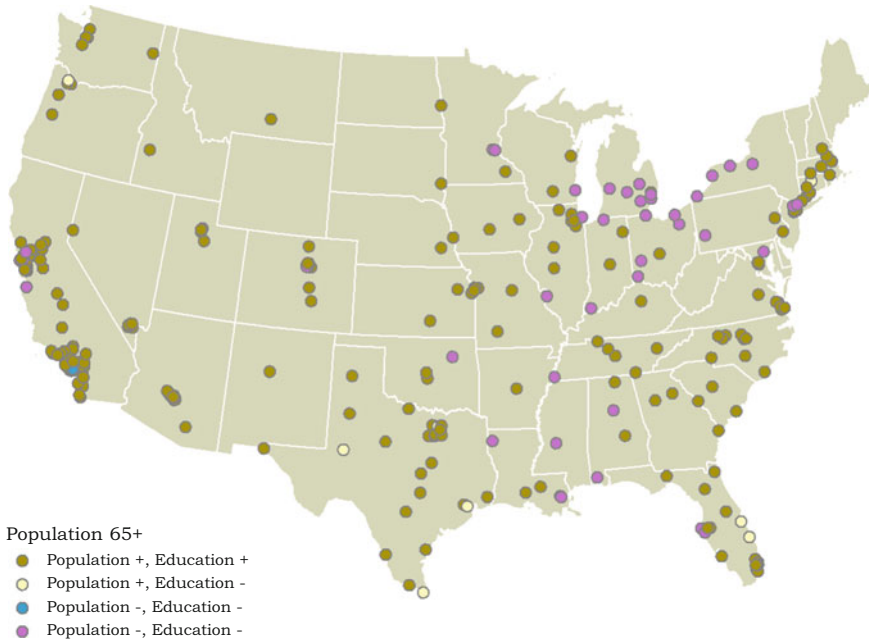 Population 65+
Population +, Education +
Population +, Education -
Population -, Education -
Population -, Education -